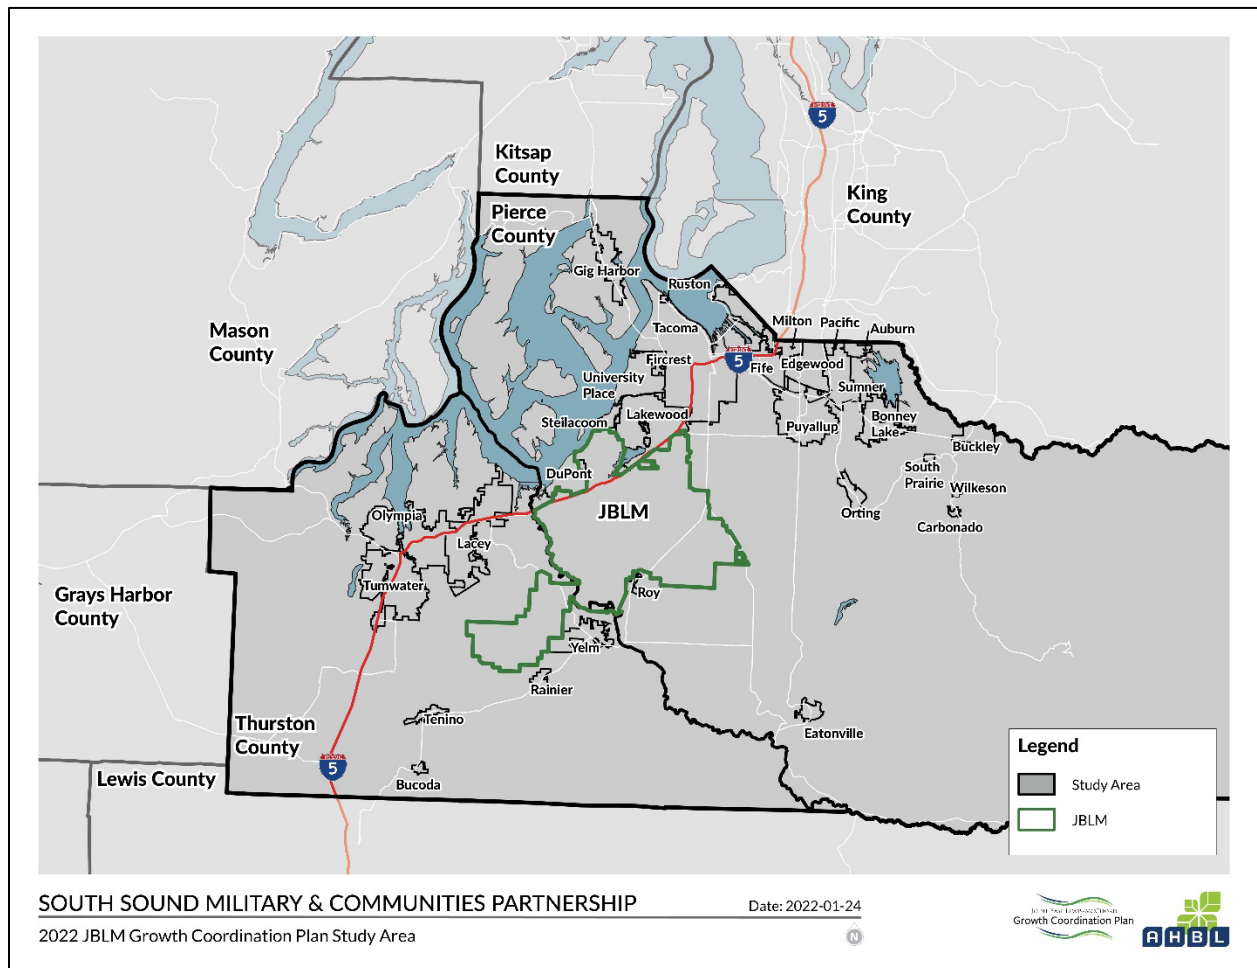 Kitsap
County
King
County
Pierce
County
Mason
County
Grays Harbor
County
Thurston
County
Lewis County
5
Gig Harbor
Ruston
Tacoma
Milton
Pacific
Auburn
5
Fife
Fircrest
Edgewood
University
Place
Sumner
Steilacoom
Lakewood
Puyallup
Bonney
Lake
Buckley
DuPont
South
Prairie
Wilkeson
JBLM
Orting
Carbonado
Olympia
Lacey
Tumwater
Roy
Yelm
Rainier
Tenino
Eatonville
5
Bucoda
Legend
Study Area
JBLM
SOUTH SOUND MILITARY & COMMUNITIES PARTNERSHIP
Date: 2022-01-24
2022 JBLM Growth Coordination Plan Study Area
N
Joint Base Lewis-McChord
Growth Coordination Plan
AHBL